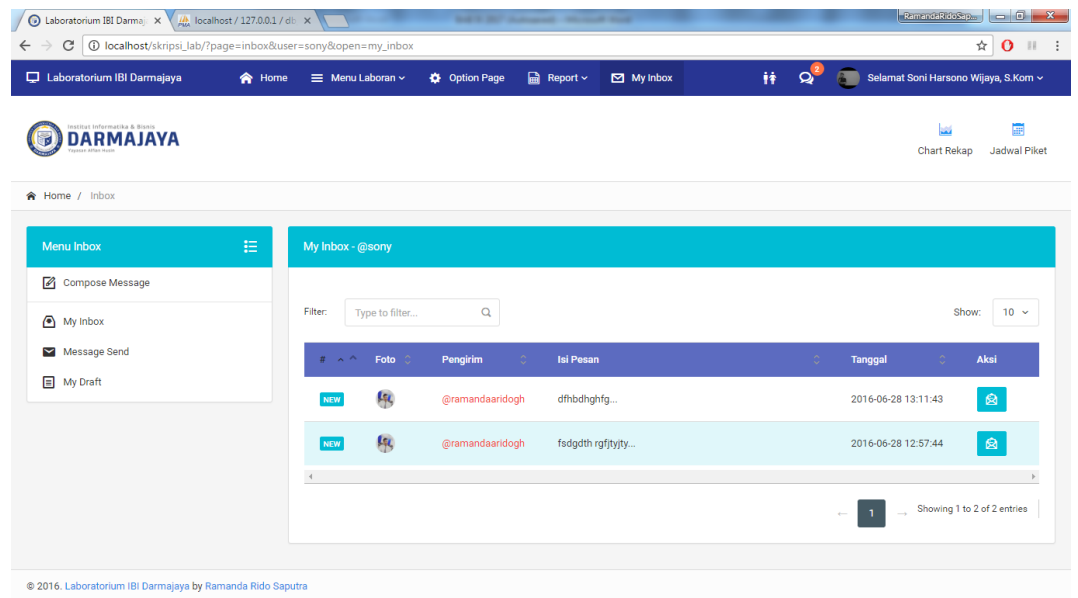 Laboratorium IBI Darmaj
localhost / 127.0.0.1 / db
RamandaRidoSap...
localhost/skripsi_lab/?page=inbox&user=sony&open=my_inbox
Laboratorium IBI Darmajaya Home Menu Laboran Option Page Report My Inbox 2 Selamat Soni Harsono Wijaya, S.Kom
Institut Informatika & Bisnis
DARMAJAYA
Yayasan Alfian Husin
Chart Rekap Jadwal Piket
Home / Inbox
Menu Inbox
Compose Message
My Inbox
Message Send
My Draft
My Inbox - @sony
Filter: Type to filter... Show: 10
# Foto Pengirim Isi Pesan Tanggal Aksi
NEW @ramandaaridogh dfhbdhghfg... 2016-06-28 13:11:43
NEW @ramandaaridogh fsdgdth rgfjtyjty... 2016-06-28 12:57:44
← 1 → Showing 1 to 2 of 2 entries
© 2016. Laboratorium IBI Darmajaya by Ramanda Rido Saputra